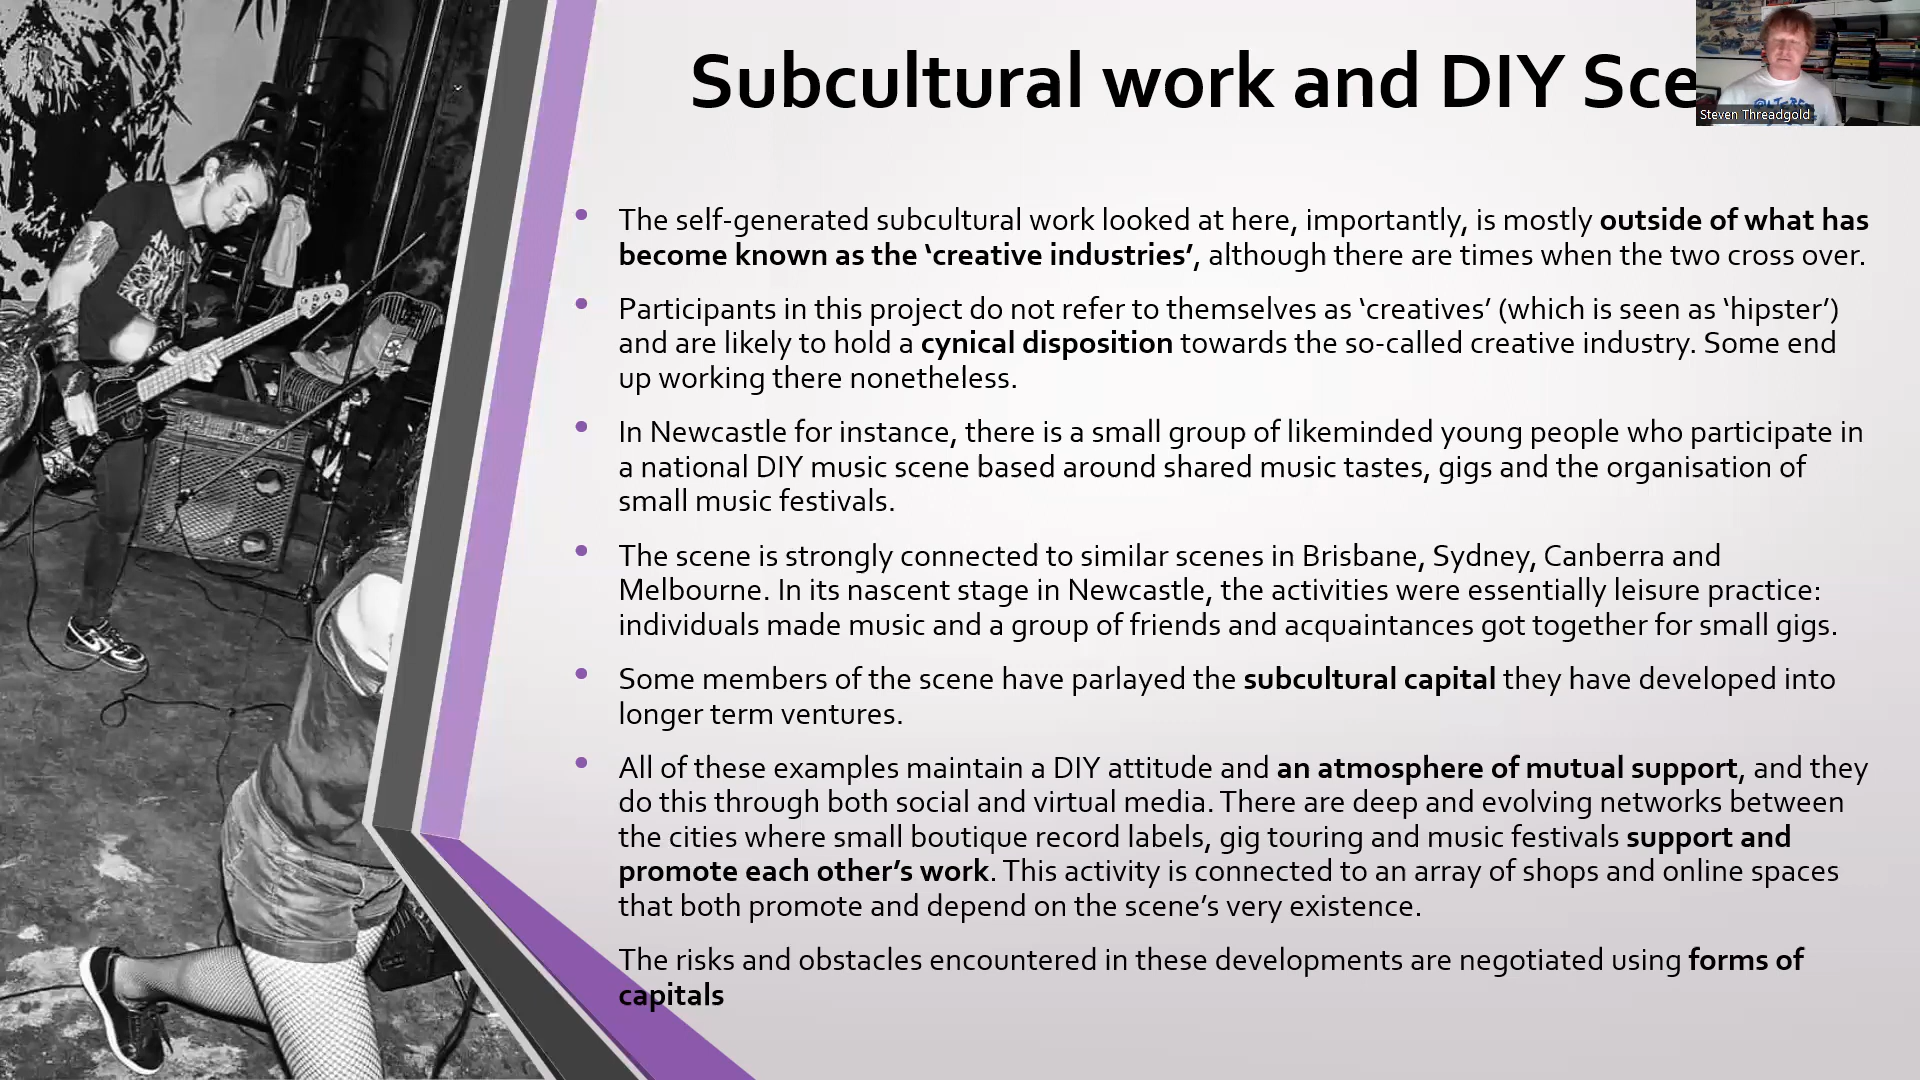 Subcultural work and DIY Sce
Steven Threadgold
The self-generated subcultural work looked at here, importantly, is mostly outside of what has
become known as the ‘creative industries’, although there are times when the two cross over.
Participants in this project do not refer to themselves as ‘creatives’ (which is seen as ‘hipster’)
and are likely to hold a cynical disposition towards the so-called creative industry. Some end
up working there nonetheless.
In Newcastle for instance, there is a small group of likeminded young people who participate in
a national DIY music scene based around shared music tastes, gigs and the organisation of
small music festivals.
The scene is strongly connected to similar scenes in Brisbane, Sydney, Canberra and
Melbourne. In its nascent stage in Newcastle, the activities were essentially leisure practice:
individuals made music and a group of friends and acquaintances got together for small gigs.
Some members of the scene have parlayed the subcultural capital they have developed into
longer term ventures.
All of these examples maintain a DIY attitude and an atmosphere of mutual support, and they
do this through both social and virtual media. There are deep and evolving networks between
the cities where small boutique record labels, gig touring and music festivals support and
promote each other’s work. This activity is connected to an array of shops and online spaces
that both promote and depend on the scene’s very existence.
The risks and obstacles encountered in these developments are negotiated using forms of
capitals